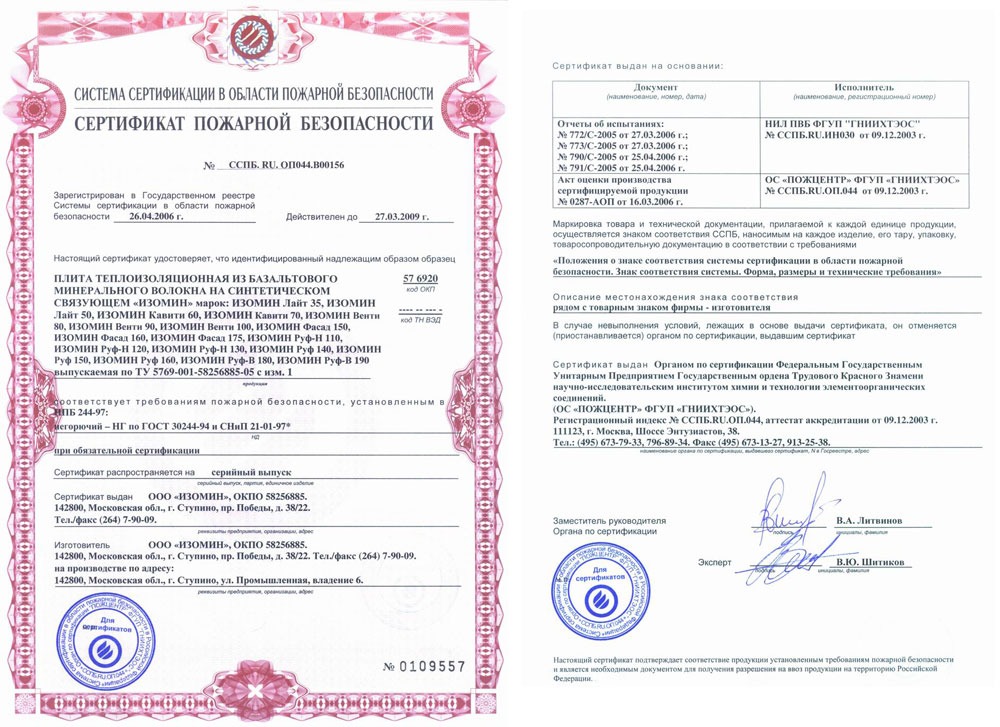 СИСТЕМА СЕРТИФИКАЦИИ В ОБЛАСТИ ПОЖАРНОЙ БЕЗОПАСНОСТИ
СЕРТИФИКАТ ПОЖАРНОЙ БЕЗОПАСНОСТИ
№ ССПБ. RU. ОП044.В00156
Зарегистрирован в Государственном реестре
Системы сертификации в области пожарной
безопасности 26.04.2006 г. Действителен до 27.03.2009 г.
Настоящий сертификат удостоверяет, что идентифицированный надлежащим образом образец
ПЛИТА ТЕПЛОИЗОЛЯЦИОННАЯ ИЗ БАЗАЛЬТОВОГО 57 6920
МИНЕРАЛЬНОГО ВОЛОКНА НА СИНТЕТИЧЕСКОМ код ОКП
СВЯЗУЮЩЕМ «ИЗОМИН» марок: ИЗОМИН Лайт 35, ИЗОМИН
Лайт 50, ИЗОМИН Кавити 60, ИЗОМИН Кавити 70, ИЗОМИН Венти ---- -- --- -
80, ИЗОМИН Венти 90, ИЗОМИН Венти 100, ИЗОМИН Фасад 150, код ТН ВЭД
ИЗОМИН Фасад 160, ИЗОМИН Фасад 175, ИЗОМИН Руф-Н 110,
ИЗОМИН Руф-Н 120, ИЗОМИН Руф-Н 130, ИЗОМИН Руф 140, ИЗОМИН
Руф 150, ИЗОМИН Руф 160, ИЗОМИН Руф-В 180, ИЗОМИН Руф-В 190
выпускаемая по ТУ 5769-001-58256885-05 с изм. 1
продукция
соответствует требованиям пожарной безопасности, установленным в
НПБ 244-97:
негорючий – НГ по ГОСТ 30244-94 и СНиП 21-01-97*
НД
при обязательной сертификации
Сертификат распространяется на серийный выпуск
серийный выпуск, партия, единичное изделие
Сертификат выдан ООО «ИЗОМИН», ОКПО 58256885.
142800, Московская обл., г. Ступино, пр. Победы, д. 38/22.
Тел./факс (264) 7-90-09.
реквизиты предприятия, организации, адрес
Изготовитель ООО «ИЗОМИН», ОКПО 58256885.
142800, Московская обл., г. Ступино, пр. Победы, д. 38/22. Тел./факс (264) 7-90-09.
на производстве по адресу:
142800, Московская обл., г. Ступино, ул. Промышленная, владение 6.
реквизиты предприятия, организации, адрес
Для
сертификатов
№ 0109557
Сертификат выдан на основании:
Документ Исполнитель
(наименование, номер, дата) (наименование, регистрационный номер)
Отчеты об испытаниях: НИЛ ПВБ ФГУП "ГНИИХТЭОС"
№ 772/С-2005 от 27.03.2006 г.; № ССПБ.RU.ИН030 от 09.12.2003 г.
№ 773/С-2005 от 27.03.2006 г.;
№ 790/С-2005 от 25.04.2006 г.;
№ 791/С-2005 от 25.04.2006 г.
Акт оценки производства ОС «ПОЖЦЕНТР» ФГУП «ГНИИХТЭОС»
сертифицируемой продукции № ССПБ.RU.ОП.044 от 09.12.2003 г.
№ 0287-АОП от 16.03.2006 г.
Маркировка товара и технической документации, прилагаемой к каждой единице продукции,
осуществляется знаком соответствия ССПБ, наносимым на каждое изделие, его тару, упаковку,
товаросопроводительную документацию в соответствии с требованиями
«Положения о знаке соответствия системы сертификации в области пожарной
безопасности. Знак соответствия системы. Форма, размеры и технические требования»
Описание местонахождения знака соответствия
рядом с товарным знаком фирмы - изготовителя
В случае невыполнения условий, лежащих в основе выдачи сертификата, он отменяется
(приостанавливается) органом по сертификации, выдавшим сертификат
Сертификат выдан Органом по сертификации Федеральным Государственным
Унитарным Предприятием Государственным ордена Трудового Красного Знамени
научно-исследовательским институтом химии и технологии элементоорганических
соединений.
(ОС «ПОЖЦЕНТР» ФГУП «ГНИИХТЭОС»).
Регистрационный индекс № ССПБ.RU.ОП.044, аттестат аккредитации от 09.12.2003 г.
111123, г. Москва, Шоссе Энтузиастов, 38.
Тел.: (495) 673-79-33, 796-89-34. Факс (495) 673-13-27, 913-25-38.
наименование органа по сертификации, выдавшего сертификат, N в Госреестре, адрес
Заместитель руководителя В.А. Литвинов
Органа по сертификации подпись инициалы, фамилия
Эксперт В.Ю. Шитиков
подпись инициалы, фамилия
М.П.
Для
сертификатов
Настоящий сертификат подтверждает соответствие продукции установленным требованиям пожарной безопасности
и является необходимым документом для получения разрешения на ввоз продукции на территорию Российской
Федерации.